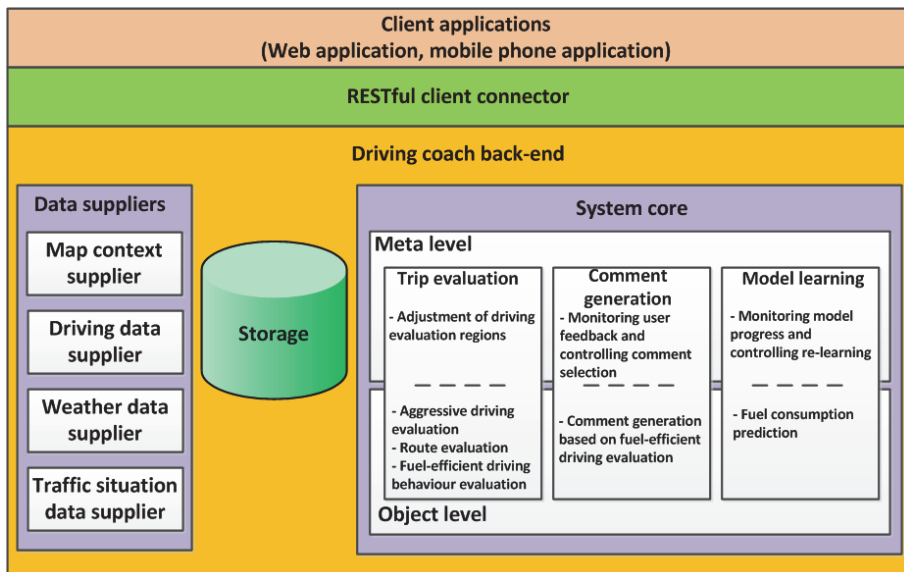 Client applications
(Web application, mobile phone application)
RESTful client connector
Driving coach back-end
Data suppliers
Map context
supplier
Driving data
supplier
Weather data
supplier
Traffic situation
data supplier
Storage
System core
Meta level
Trip evaluation
- Adjustment of driving
evaluation regions
- Aggressive driving
evaluation
- Route evaluation
- Fuel-efficient driving
behaviour evaluation
Comment
generation
- Monitoring user
feedback and
controlling comment
selection
- Comment generation
based on fuel-efficient
driving evaluation
Model learning
- Monitoring model
progress and
controlling re-learning
- Fuel consumption
prediction
Object level